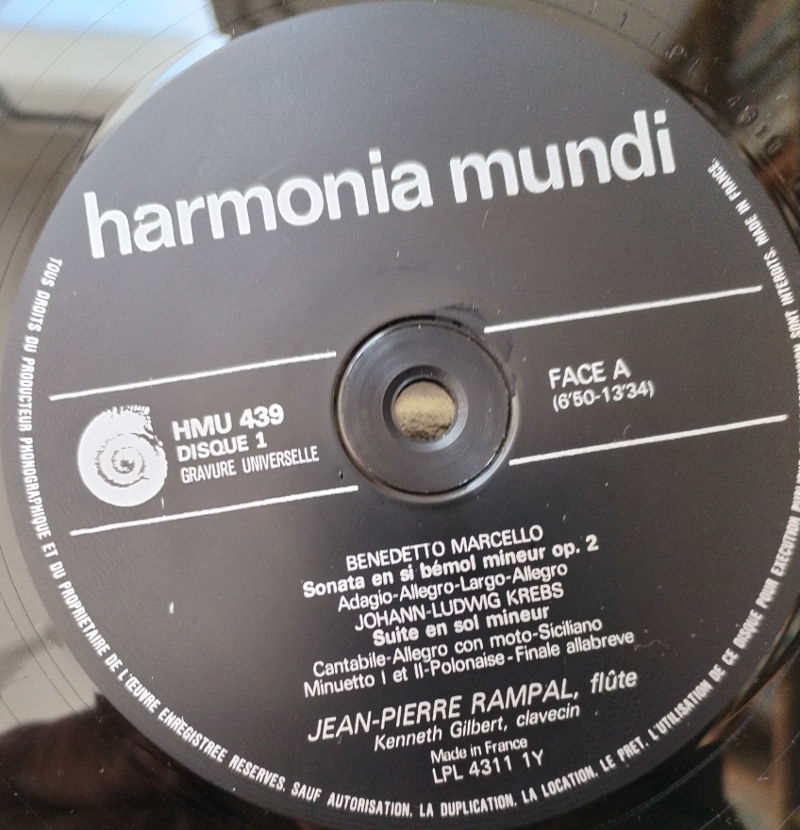 harmonia mundi
HMU 439
DISQUE 1
GRAVURE UNIVERSELLE
FACE A
(6'50-13'34)
BENEDETTO MARCELLO
Sonata en si bémol mineur op. 2
Adagio-Allegro-Largo-Allegro
JOHANN-LUDWIG KREBS
Suite en sol mineur
Cantabile-Allegro con moto-Siciliano
Minuetto I et II-Polonaise-Finale allabreve
JEAN-PIERRE RAMPAL, flûte
Kenneth Gilbert, clavecin
Made in France
LPL 4311 1Y
TOUS DROITS DU PRODUCTEUR PHONOGRAPHIQUE ET DU PROPRIETAIRE DE L'ŒUVRE ENREGISTREE RESERVES. SAUF AUTORISATION, LA DUPLICATION, LA LOCATION, LE PRET, L'UTILISATION DE CE DISQUE POUR EXECUTION SONT INTERDITS. MADE IN FRANCE.